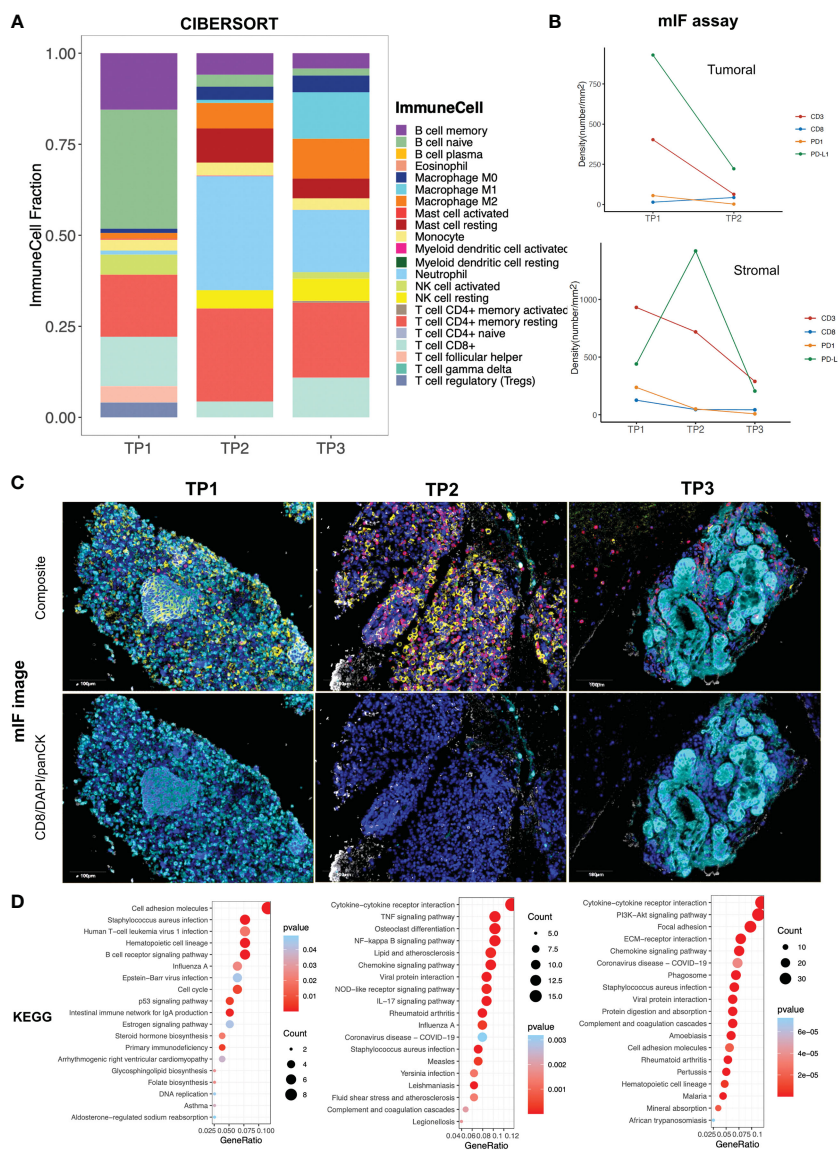 A
CIBERSORT
1.00
0.75
0.50
0.25
0.00
ImmuneCell Fraction
TP1
TP2
TP3
ImmuneCell
B cell memory
B cell naive
B cell plasma
Eosinophil
Macrophage M0
Macrophage M1
Macrophage M2
Mast cell activated
Mast cell resting
Monocyte
Myeloid dendritic cell activated
Myeloid dendritic cell resting
Neutrophil
NK cell activated
NK cell resting
T cell CD4+ memory activated
T cell CD4+ memory resting
T cell CD4+ naive
T cell CD8+
T cell follicular helper
T cell gamma delta
T cell regulatory (Tregs)
B
mIF assay
Tumoral
Density(number/mm2)
750
500
250
0
TP1
TP2
CD3
CD8
PD1
PD-L1
Stromal
Density(number/mm2)
1000
500
0
TP1
TP2
TP3
CD3
CD8
PD1
PD-L
C
TP1
TP2
TP3
mIF image
Composite
CD8/DAPI/panCK
100μm
100μm
100μm
100μm
100μm
100μm
D
KEGG
Cell adhesion molecules
Staphylococcus aureus infection
Human T-cell leukemia virus 1 infection
Hematopoietic cell lineage
B cell receptor signaling pathway
Influenza A
Epstein-Barr virus infection
Cell cycle
p53 signaling pathway
Intestinal immune network for IgA production
Estrogen signaling pathway
Steroid hormone biosynthesis
Primary immunodeficiency
Arrhythmogenic right ventricular cardiomyopathy
Glycosphingolipid biosynthesis
Folate biosynthesis
DNA replication
Asthma
Aldosterone-regulated sodium reabsorption
0.025 0.050 0.075 0.100
GeneRatio
pvalue
0.04
0.03
0.02
0.01
Count
2
4
6
8
Cytokine-cytokine receptor interaction
TNF signaling pathway
Osteoclast differentiation
NF-kappa B signaling pathway
Lipid and atherosclerosis
Chemokine signaling pathway
Viral protein interaction
NOD-like receptor signaling pathway
IL-17 signaling pathway
Rheumatoid arthritis
Influenza A
Coronavirus disease - COVID-19
Staphylococcus aureus infection
Measles
Yersinia infection
Leishmaniasis
Fluid shear stress and atherosclerosis
Complement and coagulation cascades
Legionellosis
0.04 0.06 0.08 0.1 0.12
GeneRatio
Count
5.0
7.5
10.0
12.5
15.0
pvalue
0.003
0.002
0.001
Cytokine-cytokine receptor interaction
PI3K-Akt signaling pathway
Focal adhesion
ECM-receptor interaction
Chemokine signaling pathway
Coronavirus disease - COVID-19
Phagosome
Staphylococcus aureus infection
Viral protein interaction
Protein digestion and absorption
Complement and coagulation cascades
Amoebiasis
Cell adhesion molecules
Rheumatoid arthritis
Pertussis
Hematopoietic cell lineage
Malaria
Mineral absorption
African trypanosomiasis
0.025 0.05 0.075 0.1
GeneRatio
Count
10
20
30
pvalue
6e-05
4e-05
2e-05